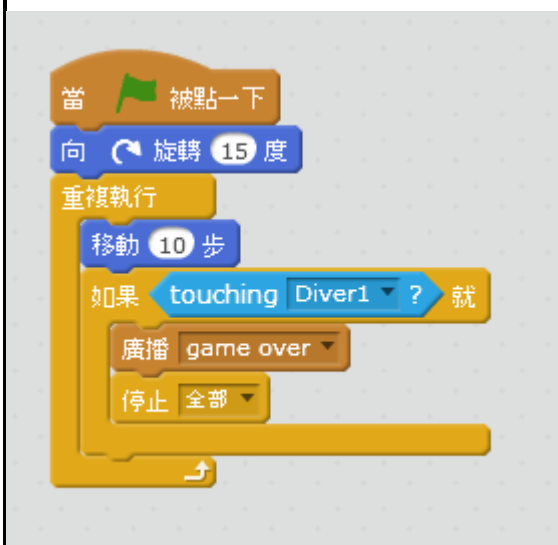 當 被點一下
向 旋轉 15 度
重複執行
移動 10 步
如果 touching Diver1 ? 就
廣播 game over
停止 全部